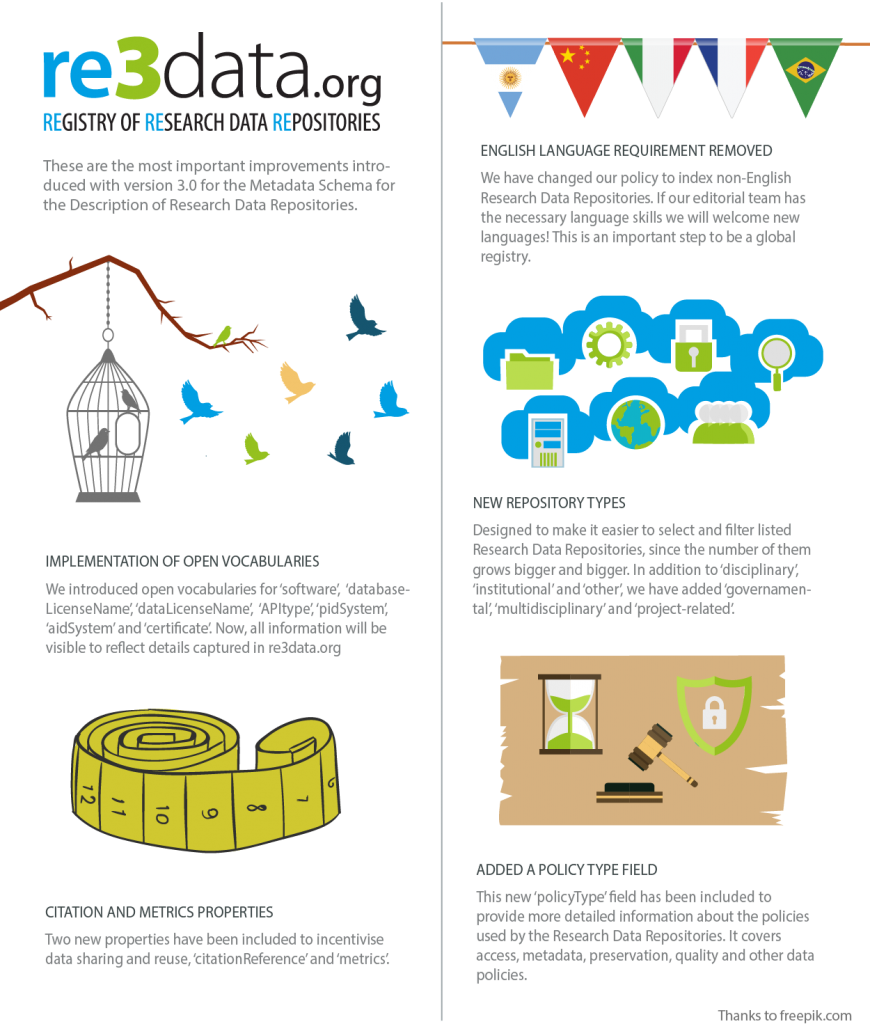 re3data.org
REGISTRY OF RESEARCH DATA REPOSITORIES
These are the most important improvements intro-
duced with version 3.0 for the Metadata Schema for
the Description of Research Data Repositories.
IMPLEMENTATION OF OPEN VOCABULARIES
We introduced open vocabularies for ‘software’, ‘database-
LicenseName’, ‘dataLicenseName’, ‘APItype’, ‘pidSystem’,
‘aidSystem’ and ‘certificate’. Now, all information will be
visible to reflect details captured in re3data.org
12 11 10 9 8 7 6
CITATION AND METRICS PROPERTIES
Two new properties have been included to incentivise
data sharing and reuse, ‘citationReference’ and ‘metrics’.
ENGLISH LANGUAGE REQUIREMENT REMOVED
We have changed our policy to index non-English
Research Data Repositories. If our editorial team has
the necessary language skills we will welcome new
languages! This is an important step to be a global
registry.
NEW REPOSITORY TYPES
Designed to make it easier to select and filter listed
Research Data Repositories, since the number of them
grows bigger and bigger. In addition to ‘disciplinary’,
‘institutional’ and ‘other’, we have added ‘governamen-
tal’, ‘multidisciplinary’ and ‘project-related’.
ADDED A POLICY TYPE FIELD
This new ‘policyType’ field has been included to
provide more detailed information about the policies
used by the Research Data Repositories. It covers
access, metadata, preservation, quality and other data
policies.
Thanks to freepik.com